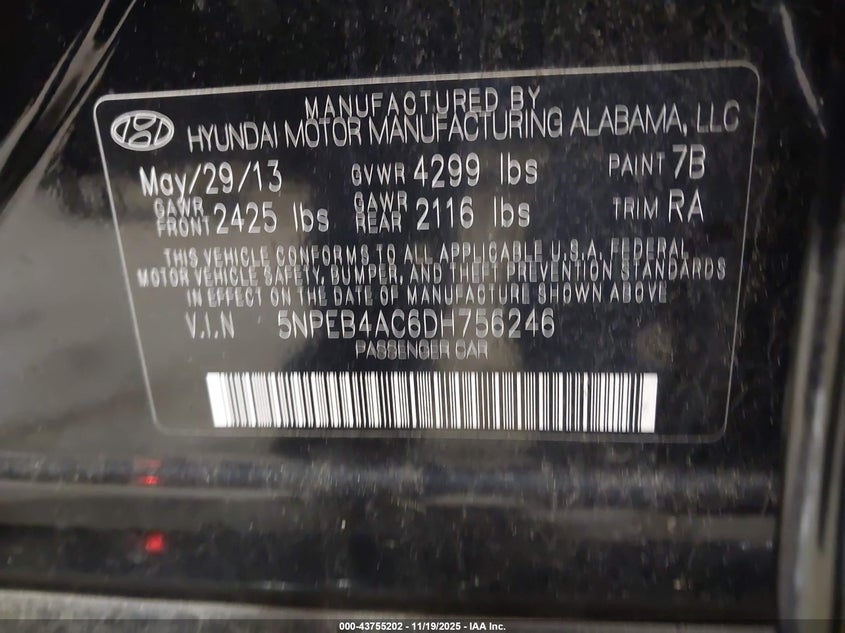 MANUFACTURED BY
HYUNDAI MOTOR MANUFACTURING ALABAMA, LLC
May/29/13 GVWR 4299 lbs PAINT 7B
GAWR FRONT 2425 lbs GAWR REAR 2116 lbs TRIM RA
THIS VEHICLE CONFORMS TO ALL APPLICABLE U.S.A. FEDERAL
MOTOR VEHICLE SAFETY, BUMPER, AND THEFT PREVENTION STANDARDS
IN EFFECT ON THE DATE OF MANUFACTURE SHOWN ABOVE
V.I.N 5NPEB4AC6DH756246
PASSENGER CAR
000-43755202 - 11/19/2025 - IAA Inc.